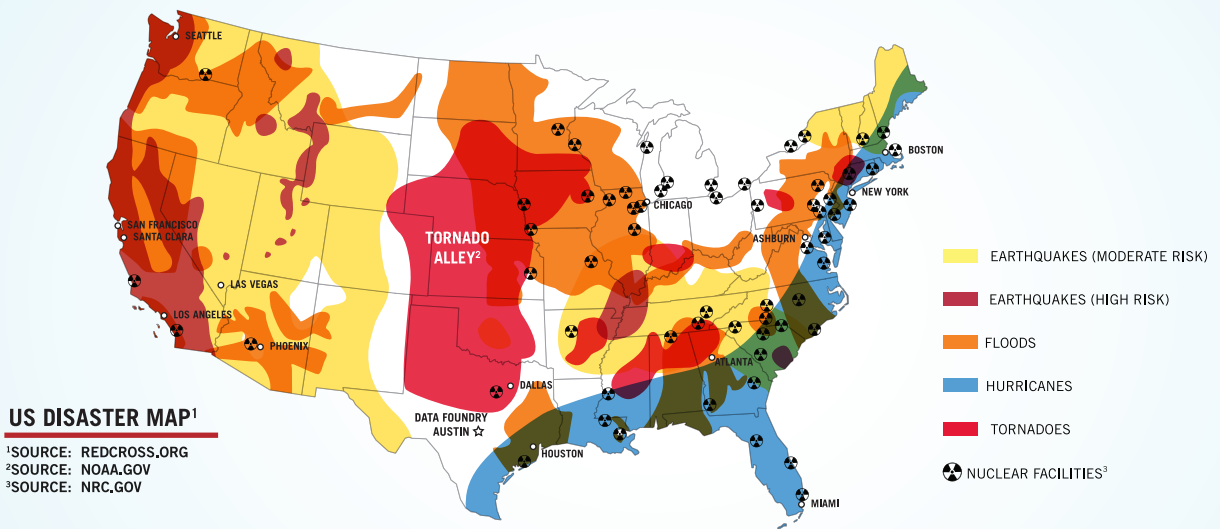 SEATTLE
BOSTON
NEW YORK
CHICAGO
SAN FRANCISCO
SANTA CLARA
TORNADO
ALLEY²
ASHBURN
LAS VEGAS
LOS ANGELES
PHOENIX
ATLANTA
DALLAS
DATA FOUNDRY
AUSTIN
HOUSTON
MIAMI
EARTHQUAKES (MODERATE RISK)
EARTHQUAKES (HIGH RISK)
FLOODS
HURRICANES
TORNADOES
NUCLEAR FACILITIES³
US DISASTER MAP¹
¹SOURCE: REDCROSS.ORG
²SOURCE: NOAA.GOV
³SOURCE: NRC.GOV